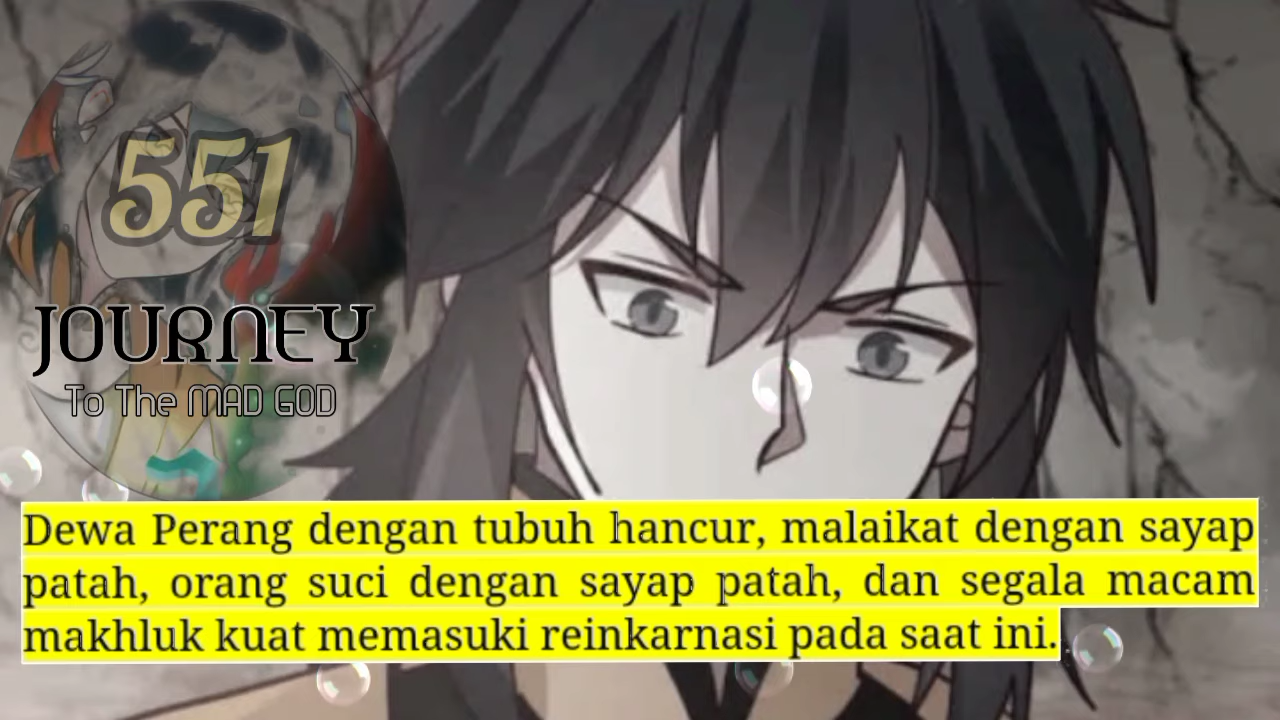 551
JOURNEY
To The MAD GOD
Dewa Perang dengan tubuh hancur, malaikat dengan sayap
patah, orang suci dengan sayap patah, dan segala macam
makhluk kuat memasuki reinkarnasi pada saat ini.